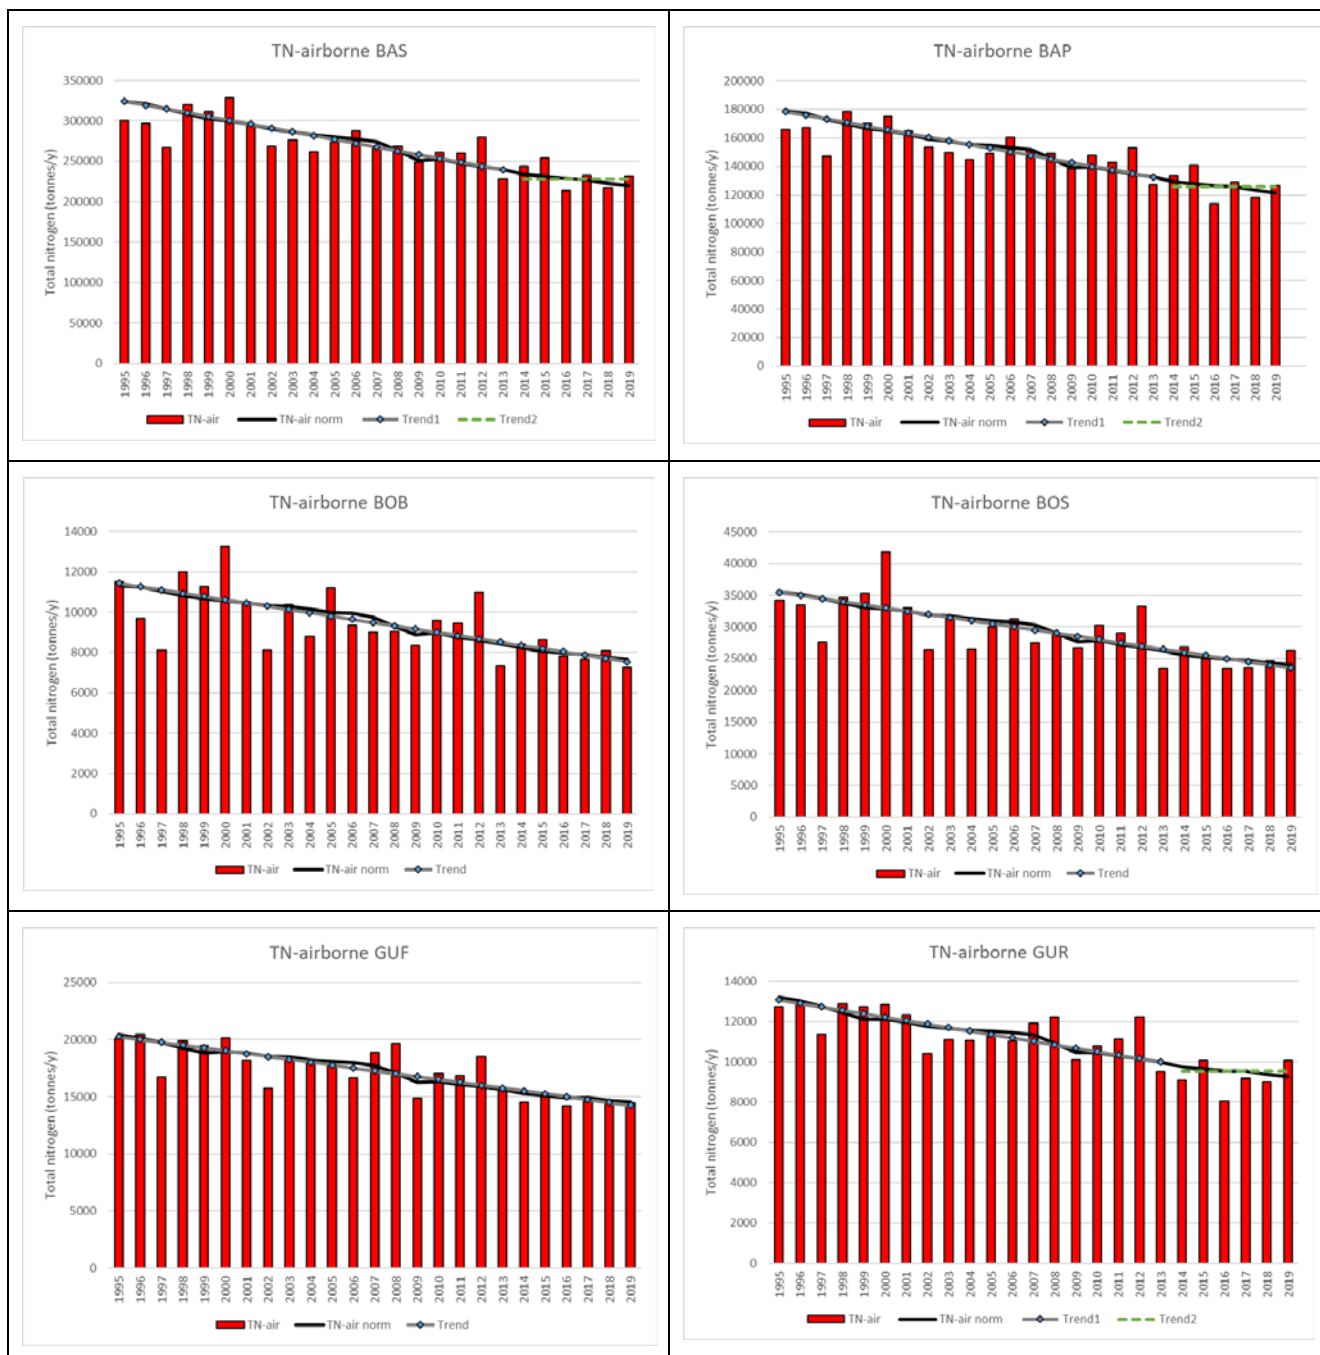 TN-airborne BAS
Total nitrogen (tonnes/y)
350000
300000
250000
200000
150000
100000
50000
0
1995 1996 1997 1998 1999 2000 2001 2002 2003 2004 2005 2006 2007 2008 2009 2010 2011 2012 2013 2014 2015 2016 2017 2018 2019
TN-air TN-air norm Trend1 Trend2
TN-airborne BAP
Total nitrogen (tonnes/y)
200000
180000
160000
140000
120000
100000
80000
60000
40000
20000
0
1995 1996 1997 1998 1999 2000 2001 2002 2003 2004 2005 2006 2007 2008 2009 2010 2011 2012 2013 2014 2015 2016 2017 2018 2019
TN-air TN-air norm Trend1 Trend2
TN-airborne BOB
Total nitrogen (tonnes/y)
14000
12000
10000
8000
6000
4000
2000
0
1995 1996 1997 1998 1999 2000 2001 2002 2003 2004 2005 2006 2007 2008 2009 2010 2011 2012 2013 2014 2015 2016 2017 2018 2019
TN-air TN-air norm Trend
TN-airborne BOS
Total nitrogen (tonnes/y)
45000
40000
35000
30000
25000
20000
15000
10000
5000
0
1995 1996 1997 1998 1999 2000 2001 2002 2003 2004 2005 2006 2007 2008 2009 2010 2011 2012 2013 2014 2015 2016 2017 2018 2019
TN-air TN-air norm Trend
TN-airborne GUF
Total nitrogen (tonnes/y)
25000
20000
15000
10000
5000
0
1995 1996 1997 1998 1999 2000 2001 2002 2003 2004 2005 2006 2007 2008 2009 2010 2011 2012 2013 2014 2015 2016 2017 2018 2019
TN-air TN-air norm Trend
TN-airborne GUR
Total nitrogen (tonnes/y)
14000
12000
10000
8000
6000
4000
2000
0
1995 1996 1997 1998 1999 2000 2001 2002 2003 2004 2005 2006 2007 2008 2009 2010 2011 2012 2013 2014 2015 2016 2017 2018 2019
TN-air TN-air norm Trend1 Trend2